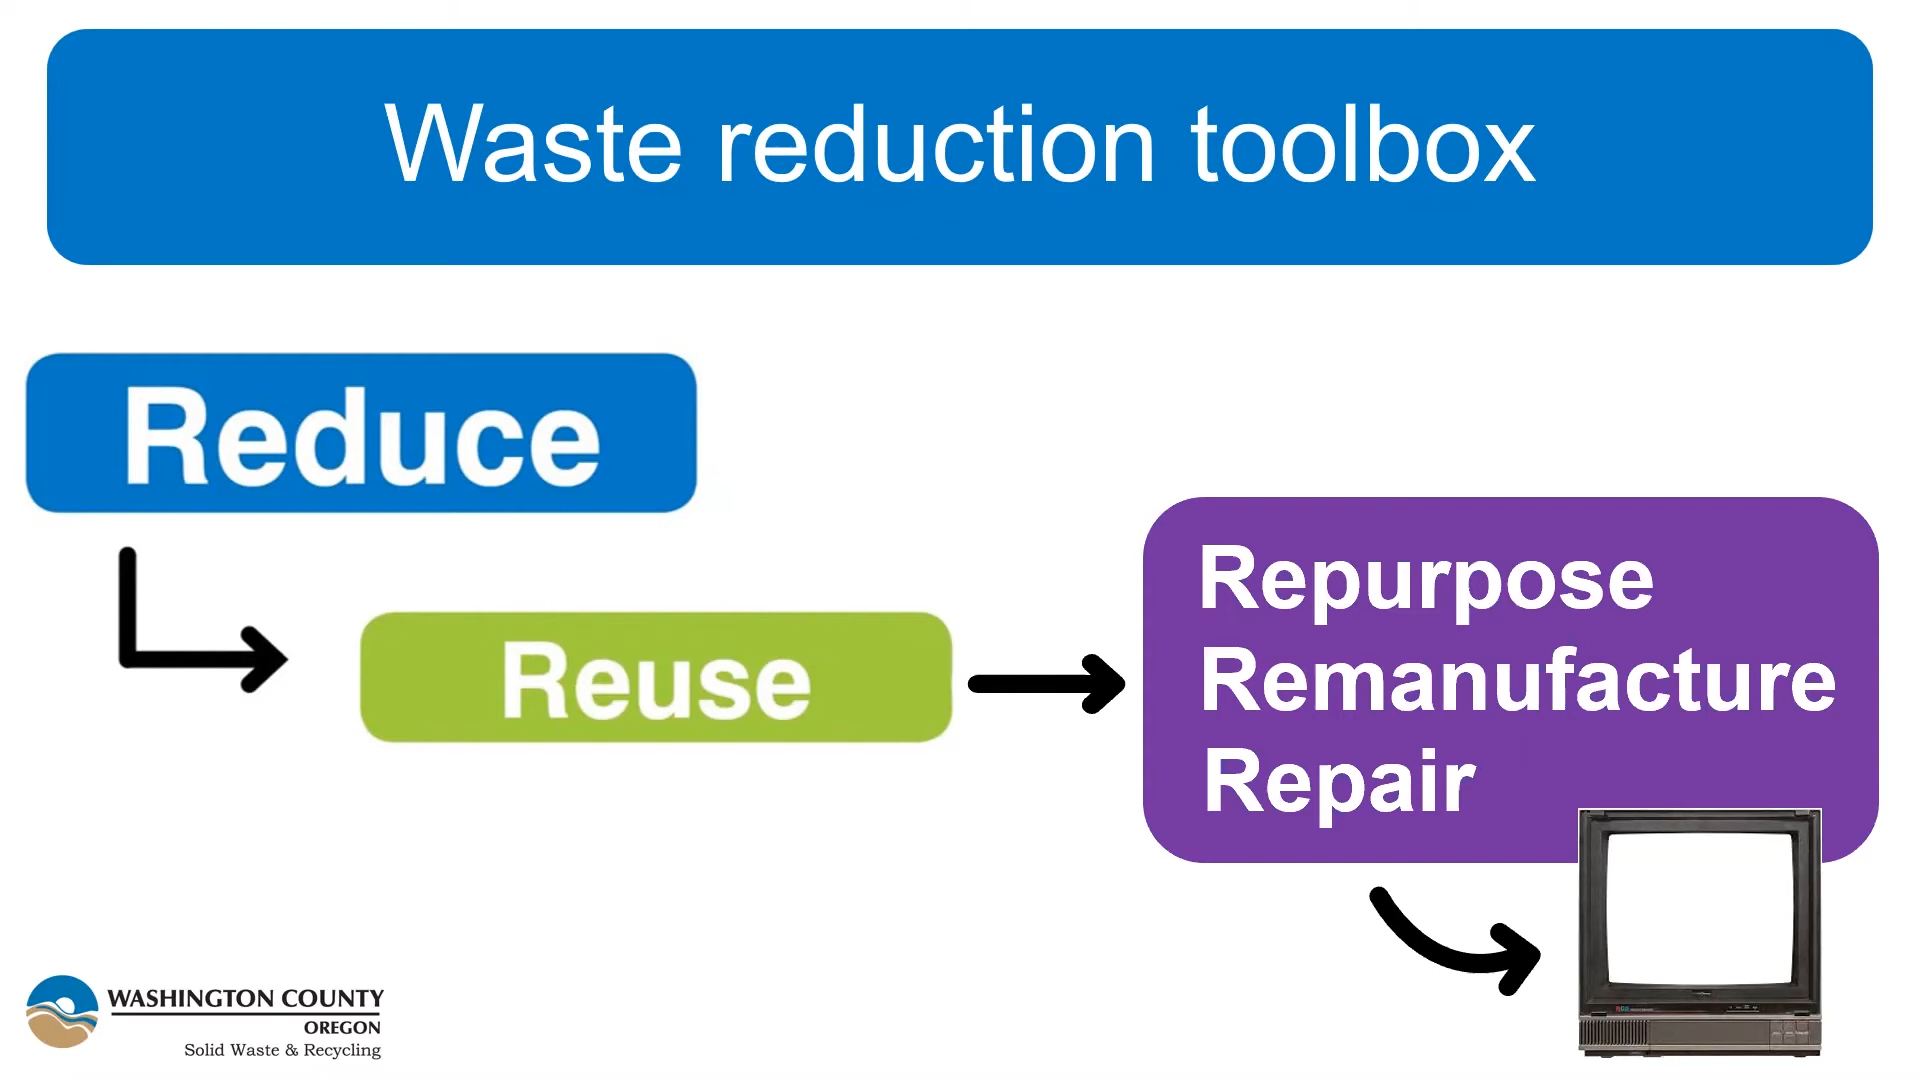 Waste reduction toolbox
Reduce
Reuse
Repurpose
Remanufacture
Repair
WASHINGTON COUNTY
OREGON
Solid Waste & Recycling